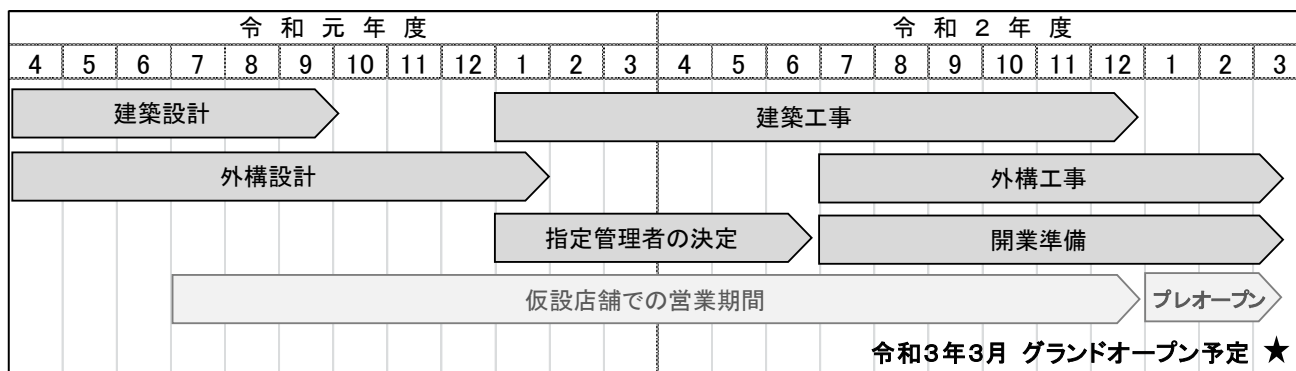 令和元年度 令和２年度
4 5 6 7 8 9 10 11 12 1 2 3 4 5 6 7 8 9 10 11 12 1 2 3
建築設計 建築工事
外構設計 外構工事
指定管理者の決定 開業準備
仮設店舗での営業期間 プレオープン
令和３年３月 グランドオープン予定 ★